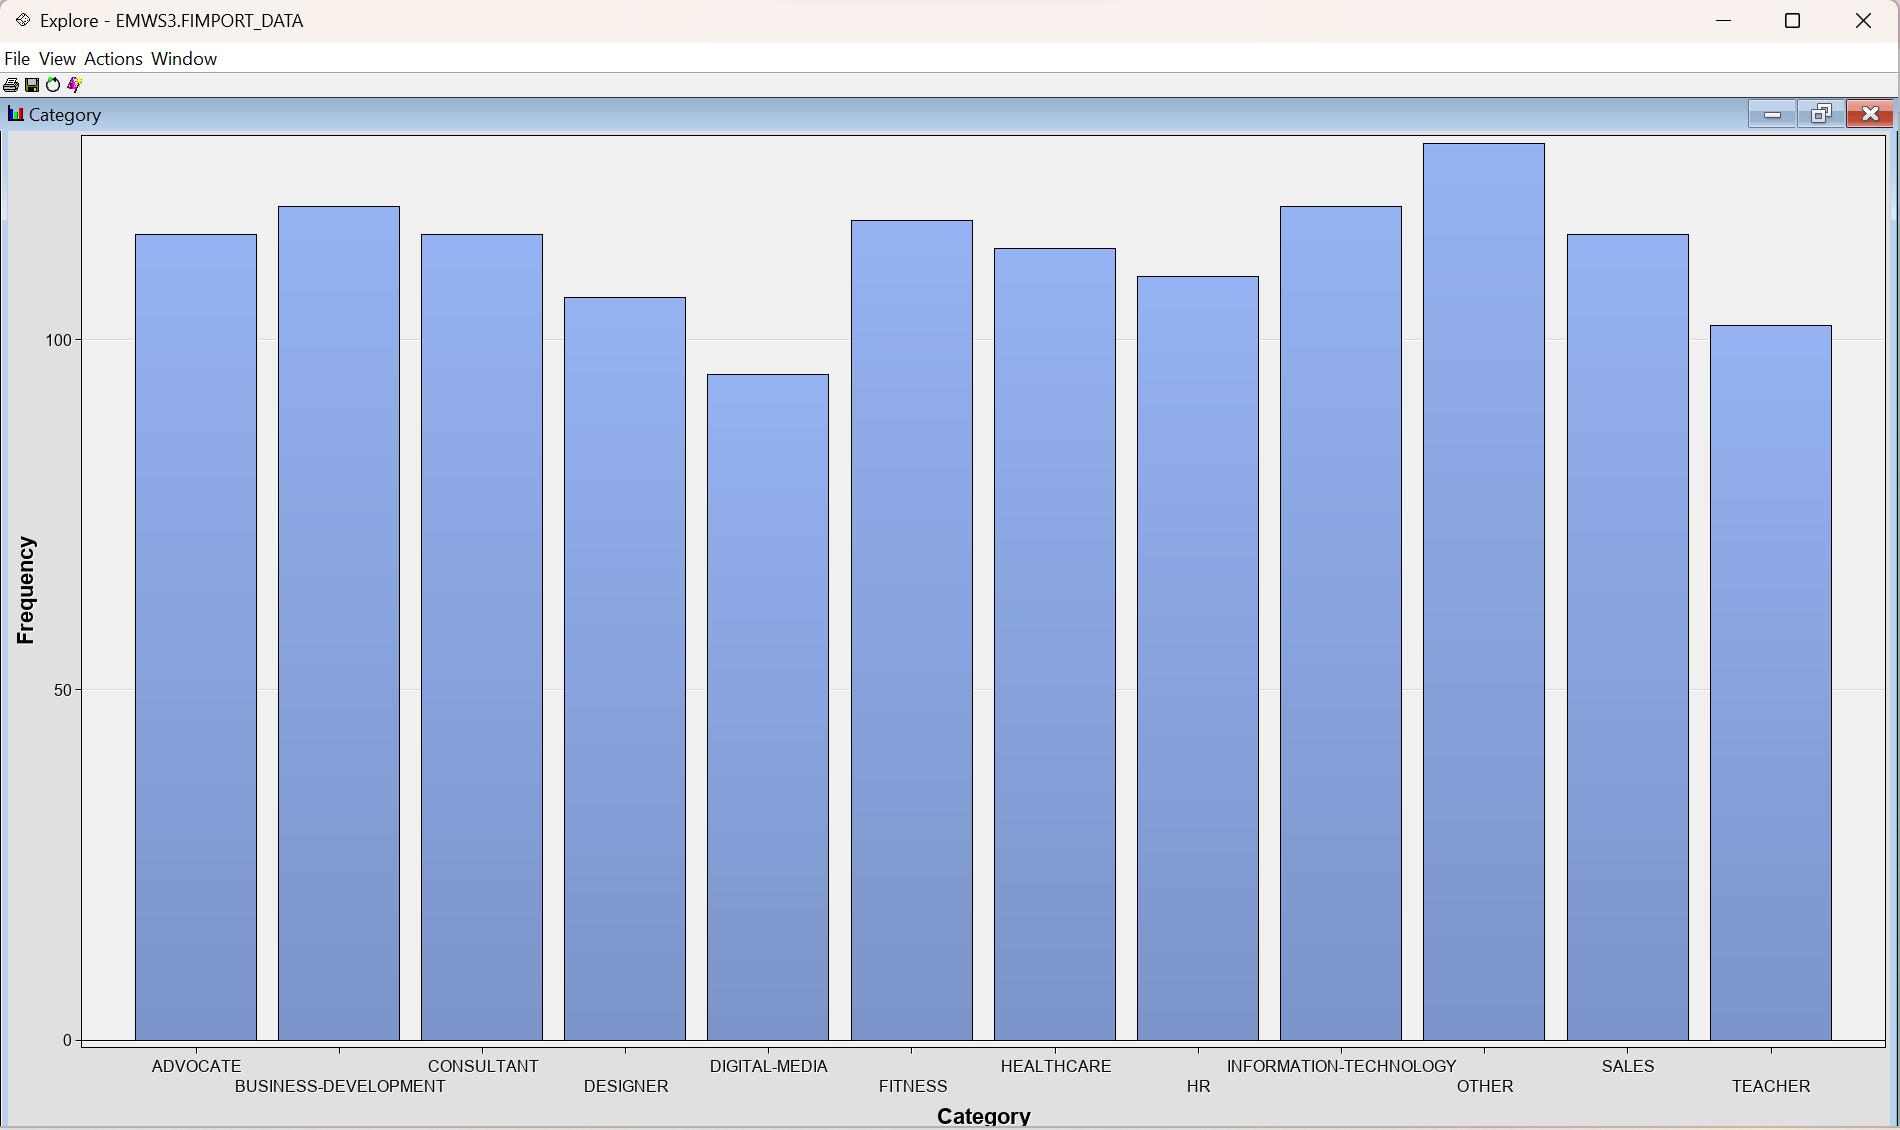 Explore - EMWS3.FIMPORT_DATA
File View Actions Window
Category
100
50
0
Frequency
ADVOCATE CONSULTANT DIGITAL-MEDIA HEALTHCARE INFORMATION-TECHNOLOGY SALES
BUSINESS-DEVELOPMENT DESIGNER FITNESS HR OTHER TEACHER
Category